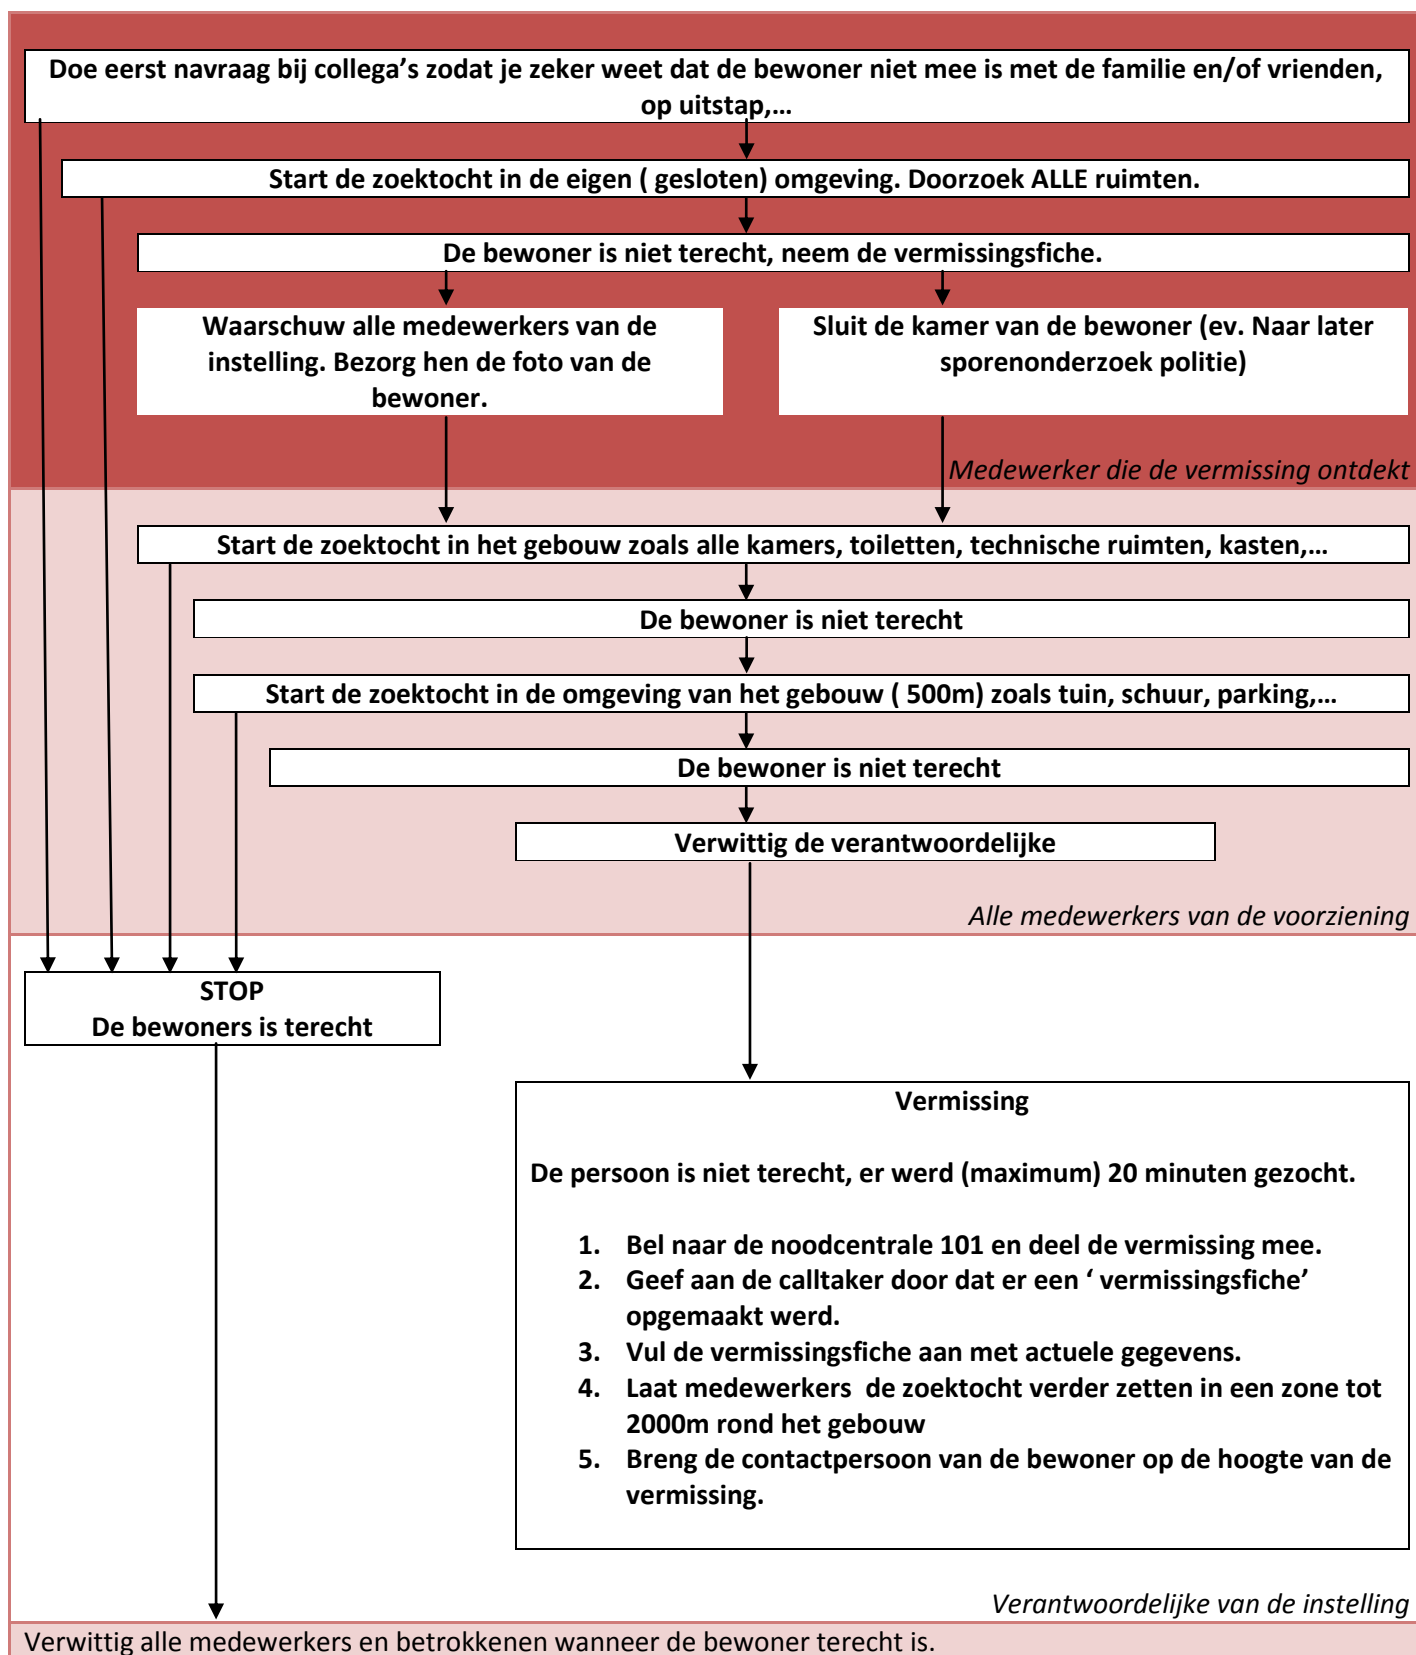 Doe eerst navraag bij collega’s zodat je zeker weet dat de bewoner niet mee is met de familie en/of vrienden,
op uitstap,…
Start de zoektocht in de eigen ( gesloten) omgeving. Doorzoek ALLE ruimten.
De bewoner is niet terecht, neem de vermissingsfiche.
Waarschuw alle medewerkers van de
instelling. Bezorg hen de foto van de
bewoner.
Sluit de kamer van de bewoner (ev. Naar later
sporenonderzoek politie)
Medewerker die de vermissing ontdekt
Start de zoektocht in het gebouw zoals alle kamers, toiletten, technische ruimten, kasten,…
De bewoner is niet terecht
Start de zoektocht in de omgeving van het gebouw ( 500m) zoals tuin, schuur, parking,…
De bewoner is niet terecht
Verwittig de verantwoordelijke
Alle medewerkers van de voorziening
STOP
De bewoners is terecht
Vermissing
De persoon is niet terecht, er werd (maximum) 20 minuten gezocht.
1. Bel naar de noodcentrale 101 en deel de vermissing mee.
2. Geef aan de calltaker door dat er een ‘ vermissingsfiche’
opgemaakt werd.
3. Vul de vermissingsfiche aan met actuele gegevens.
4. Laat medewerkers  de zoektocht verder zetten in een zone tot
2000m rond het gebouw
5. Breng de contactpersoon van de bewoner op de hoogte van de
vermissing.
Verantwoordelijke van de instelling
Verwittig alle medewerkers en betrokkenen wanneer de bewoner terecht is.